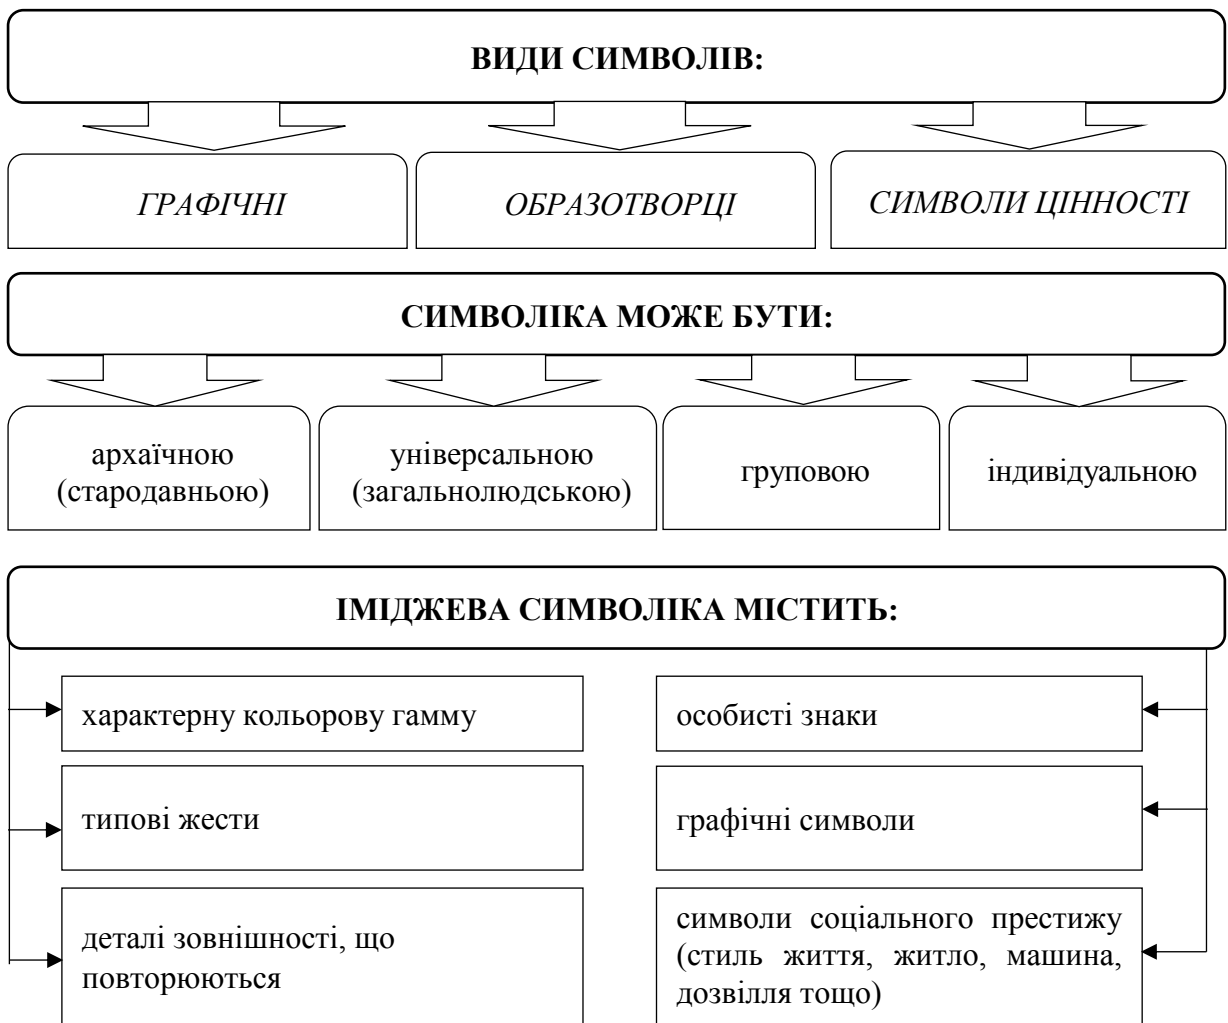 ВИДИ СИМВОЛІВ:
ГРАФІЧНІ
ОБРАЗОТВОРЦІ
СИМВОЛИ ЦІННОСТІ
СИМВОЛІКА МОЖЕ БУТИ:
архаїчною
(стародавньою)
універсальною
(загальнолюдською)
груповою
індивідуальною
ІМІДЖЕВА СИМВОЛІКА МІСТИТЬ:
характерну кольорову гамму
особисті знаки
типові жести
графічні символи
деталі зовнішності, що
повторюються
символи соціального престижу
(стиль життя, житло, машина,
дозвілля тощо)